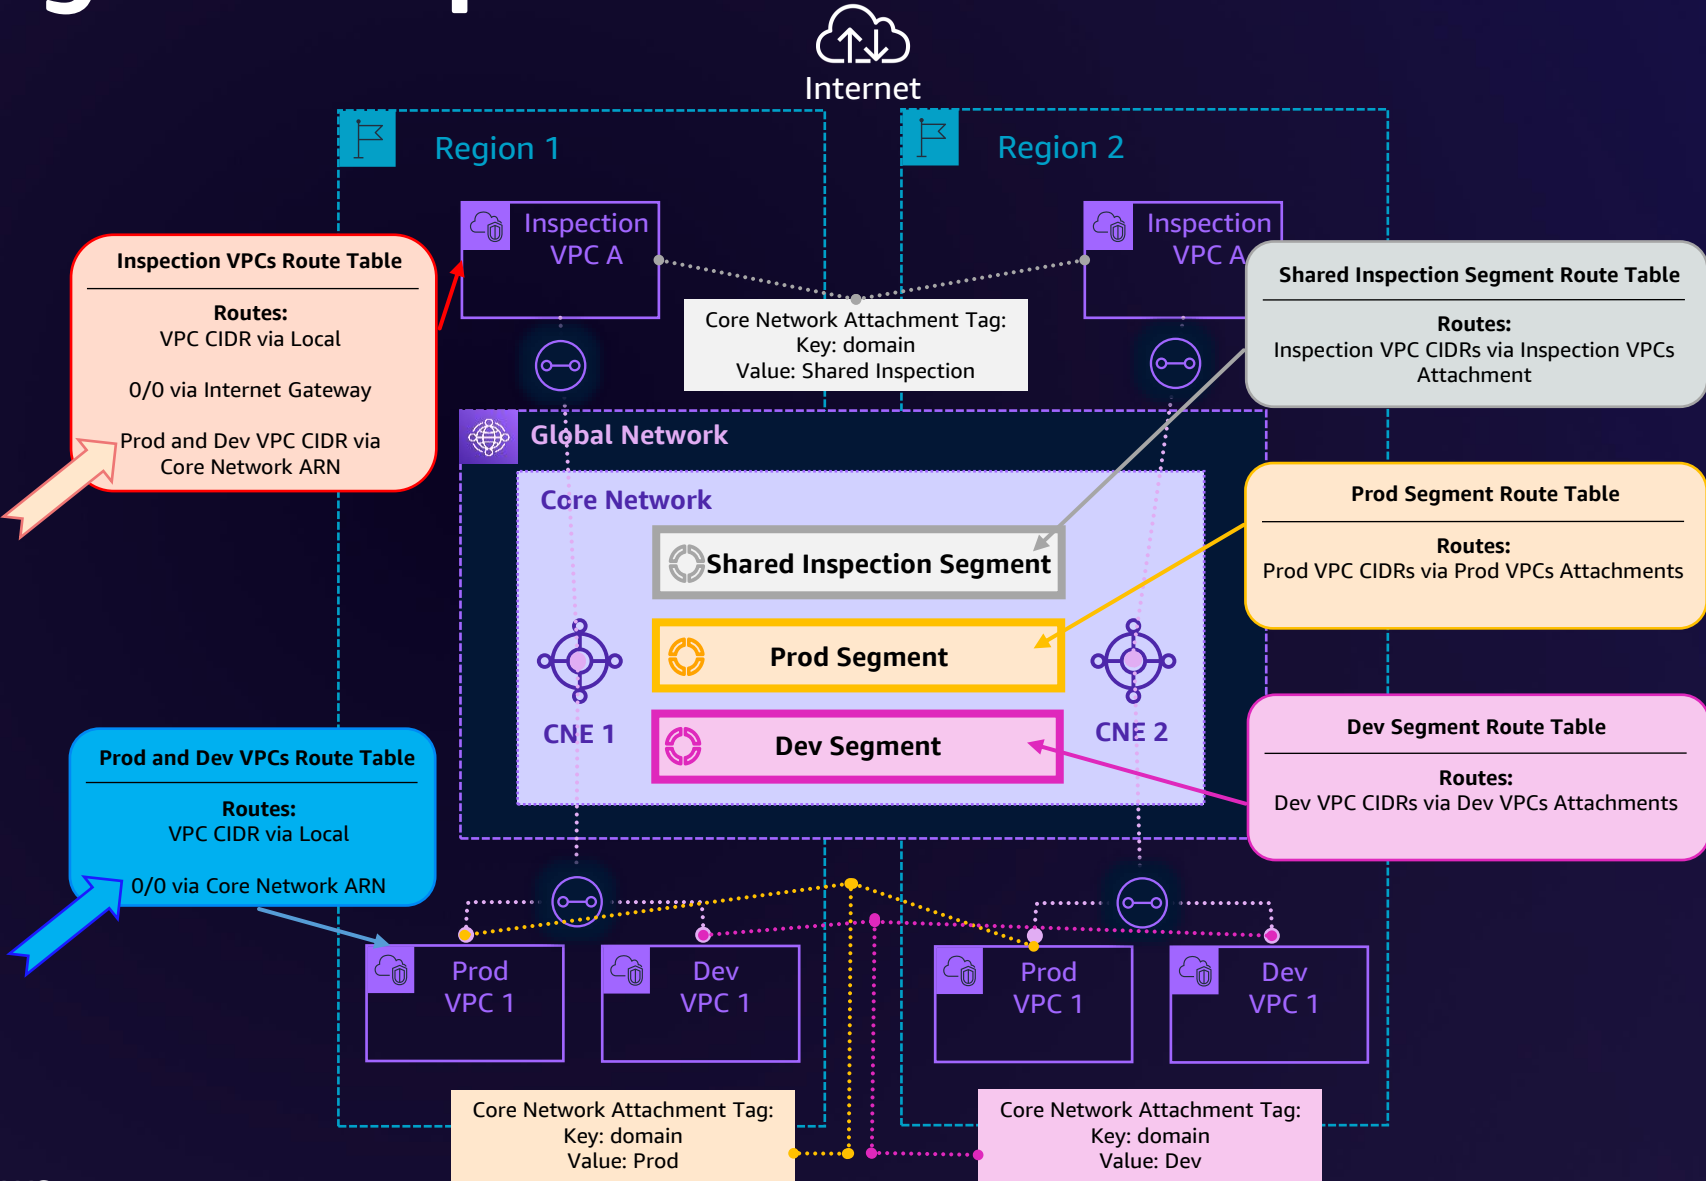 Internet
Region 1
Region 2
Inspection
VPC A
Inspection
VPC A
Inspection VPCs Route Table
Routes:
VPC CIDR via Local
0/0 via Internet Gateway
Prod and Dev VPC CIDR via
Core Network ARN
Core Network Attachment Tag:
Key: domain
Value: Shared Inspection
Shared Inspection Segment Route Table
Routes:
Inspection VPC CIDRs via Inspection VPCs
Attachment
Global Network
Core Network
Shared Inspection Segment
Prod Segment
Dev Segment
CNE 1
CNE 2
Prod Segment Route Table
Routes:
Prod VPC CIDRs via Prod VPCs Attachments
Dev Segment Route Table
Routes:
Dev VPC CIDRs via Dev VPCs Attachments
Prod and Dev VPCs Route Table
Routes:
VPC CIDR via Local
0/0 via Core Network ARN
Prod
VPC 1
Dev
VPC 1
Prod
VPC 1
Dev
VPC 1
Core Network Attachment Tag:
Key: domain
Value: Prod
Core Network Attachment Tag:
Key: domain
Value: Dev